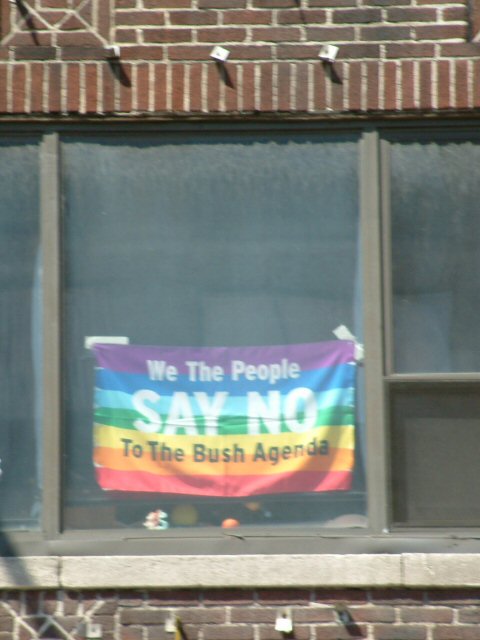 We The People
SAY NO
To The Bush Agenda